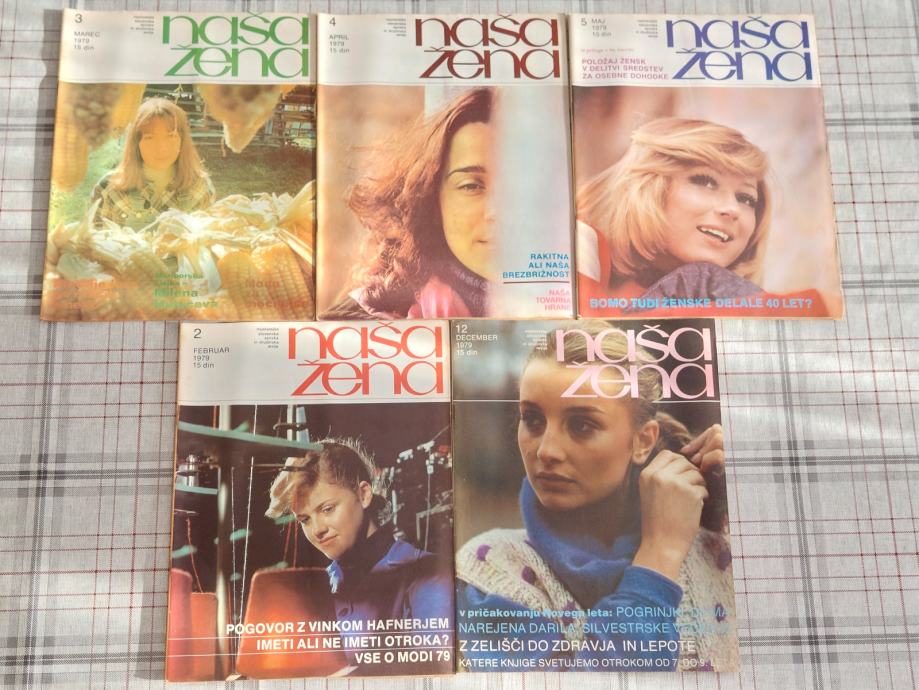 3
MAREC
1979
15 din
naša
žena
Milena
4
APRIL
1979
15 din
naša
žena
RAKITNA
ALI NAŠA
BREZBRIŽNOST
NAŠA
TOVARNA
HRANE
5 MAJ
1979
15 din
POLOŽAJ ŽENSK
V DELITVI SREDSTEV
ZA OSEBNE DOHODKE
naša
žena
BOMO TUDI ŽENSKE DELALE 40 LET?
2
FEBRUAR
1979
15 din
naša
žena
POGOVOR Z VINKOM HAFNERJEM
IMETI ALI NE IMETI OTROKA?
VSE O MODI 79
12
DECEMBER
1979
15 din
naša
žena
v pričakovanju novega leta: POGRINJKI,
NAREJENA DARILA, SILVESTRSKE
Z ZELIŠČI DO ZDRAVJA IN LEPOTE
KATERE KNJIGE SVETUJEMO OTROKOM OD 7. DO 9.